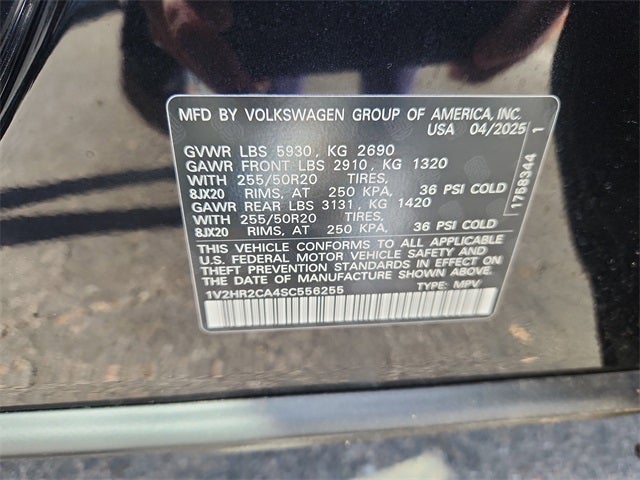 MFD BY VOLKSWAGEN GROUP OF AMERICA, INC.
USA 04/2025
GVWR LBS 5930, KG 2690
GAWR FRONT LBS 2910, KG 1320
WITH 255/50R20 TIRES,
8JX20 RIMS, AT 250 KPA, 36 PSI COLD
GAWR REAR LBS 3131, KG 1420
WITH 255/50R20 TIRES,
8JX20 RIMS, AT 250 KPA, 36 PSI COLD
THIS VEHICLE CONFORMS TO ALL APPLICABLE
U.S. FEDERAL MOTOR VEHICLE SAFETY AND
THEFT PREVENTION STANDARDS IN EFFECT ON
THE DATE OF MANUFACTURE SHOWN ABOVE.
1V2HR2CA4SC556255 TYPE: MPV
1768344 1